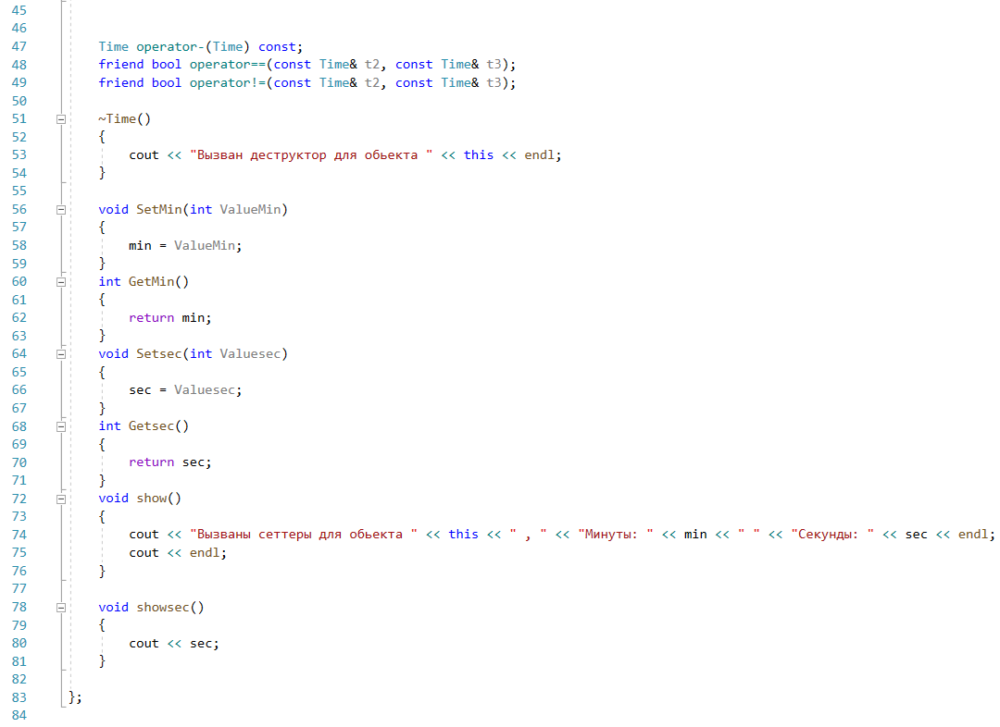 45
46
47 Time operator-(Time) const;
48 friend bool operator==(const Time& t2, const Time& t3);
49 friend bool operator!=(const Time& t2, const Time& t3);
50
51 ~Time()
52 {
53 cout << "Вызван деструктор для обьекта " << this << endl;
54 }
55
56 void SetMin(int ValueMin)
57 {
58 min = ValueMin;
59 }
60 int GetMin()
61 {
62 return min;
63 }
64 void Setsec(int Valuesec)
65 {
66 sec = Valuesec;
67 }
68 int Getsec()
69 {
70 return sec;
71 }
72 void show()
73 {
74 cout << "Вызваны сеттеры для обьекта " << this << " , " << "Минуты: " << min << " " << "Секунды: " << sec << endl;
75 cout << endl;
76 }
77
78 void showsec()
79 {
80 cout << sec;
81 }
82
83 };
84